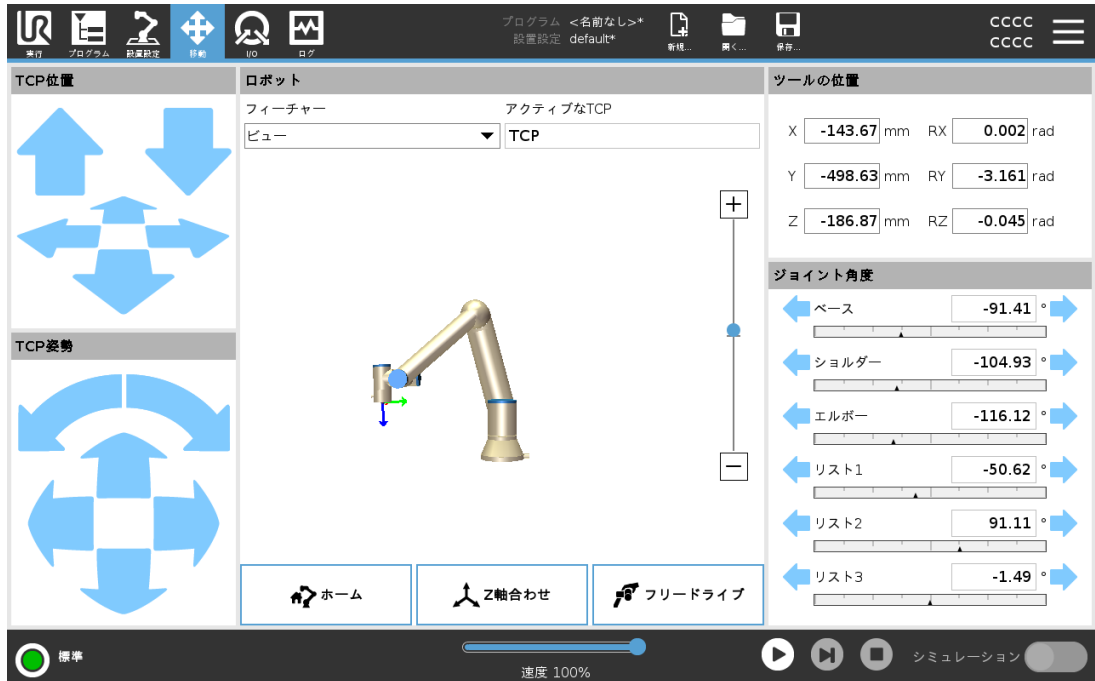 UR
実行
プログラム
設置設定
移動
I/O
ログ
プログラム <名前なし>*
設置設定 default*
新規...
開く...
保存...
CCCC
CCCC
TCP位置
TCP姿勢
ロボット
フィーチャー
アクティブなTCP
ビュー
TCP
+
−
ホーム
Z軸合わせ
フリードライブ
ツールの位置
X -143.67 mm RX 0.002 rad
Y -498.63 mm RY -3.161 rad
Z -186.87 mm RZ -0.045 rad
ジョイント角度
ベース -91.41 °
ショルダー -104.93 °
エルボー -116.12 °
リスト1 -50.62 °
リスト2 91.11 °
リスト3 -1.49 °
標準
速度 100%
シミュレーション